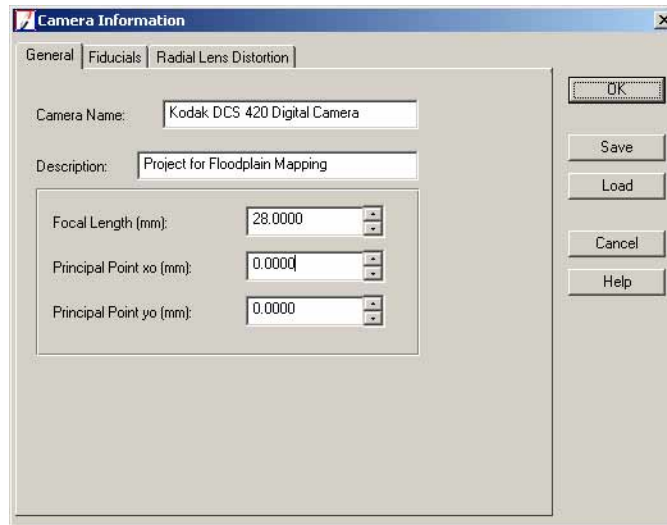 Camera Information
General Fiducials Radial Lens Distortion
Camera Name: Kodak DCS 420 Digital Camera
Description: Project for Floodplain Mapping
Focal Length (mm): 28.0000
Principal Point xo (mm): 0.0000
Principal Point yo (mm): 0.0000
OK
Save
Load
Cancel
Help